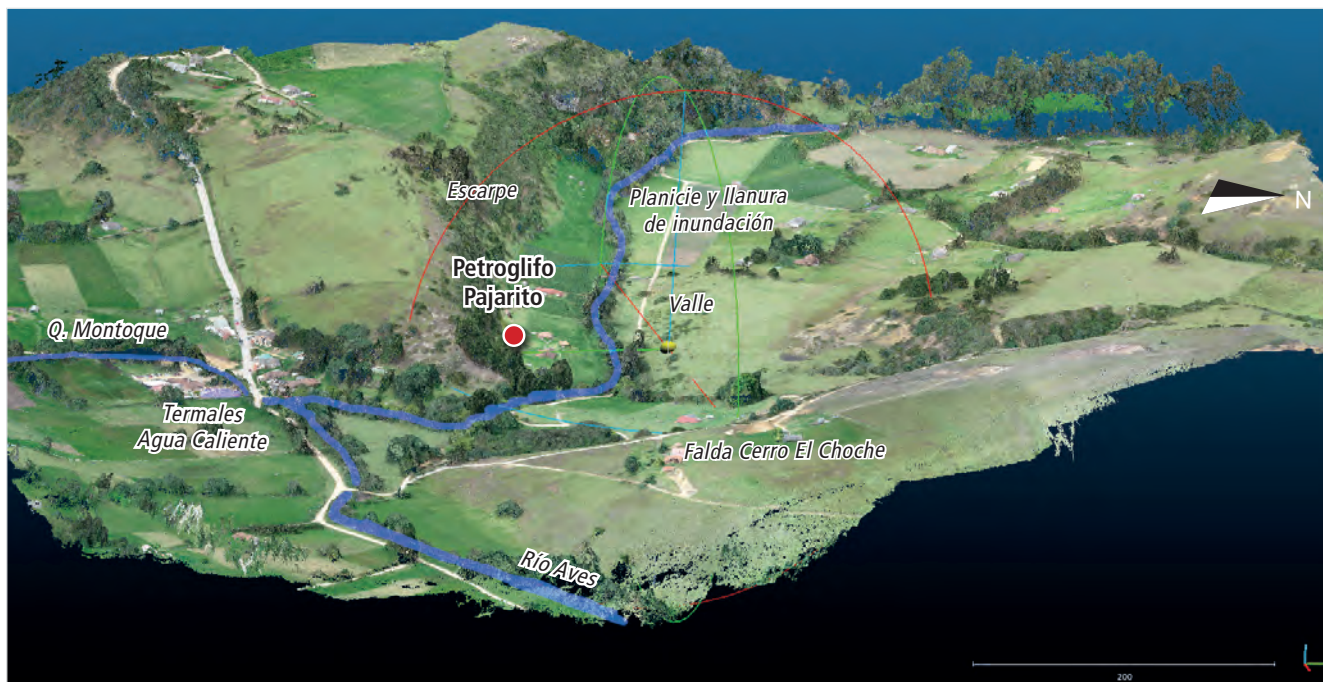 Escarpe
Planicie y llanura
de inundación
N
Petroglifo
Pajarito
Valle
Q. Montoque
Termales
Agua Caliente
Falda Cerro El Choche
Río Aves
200